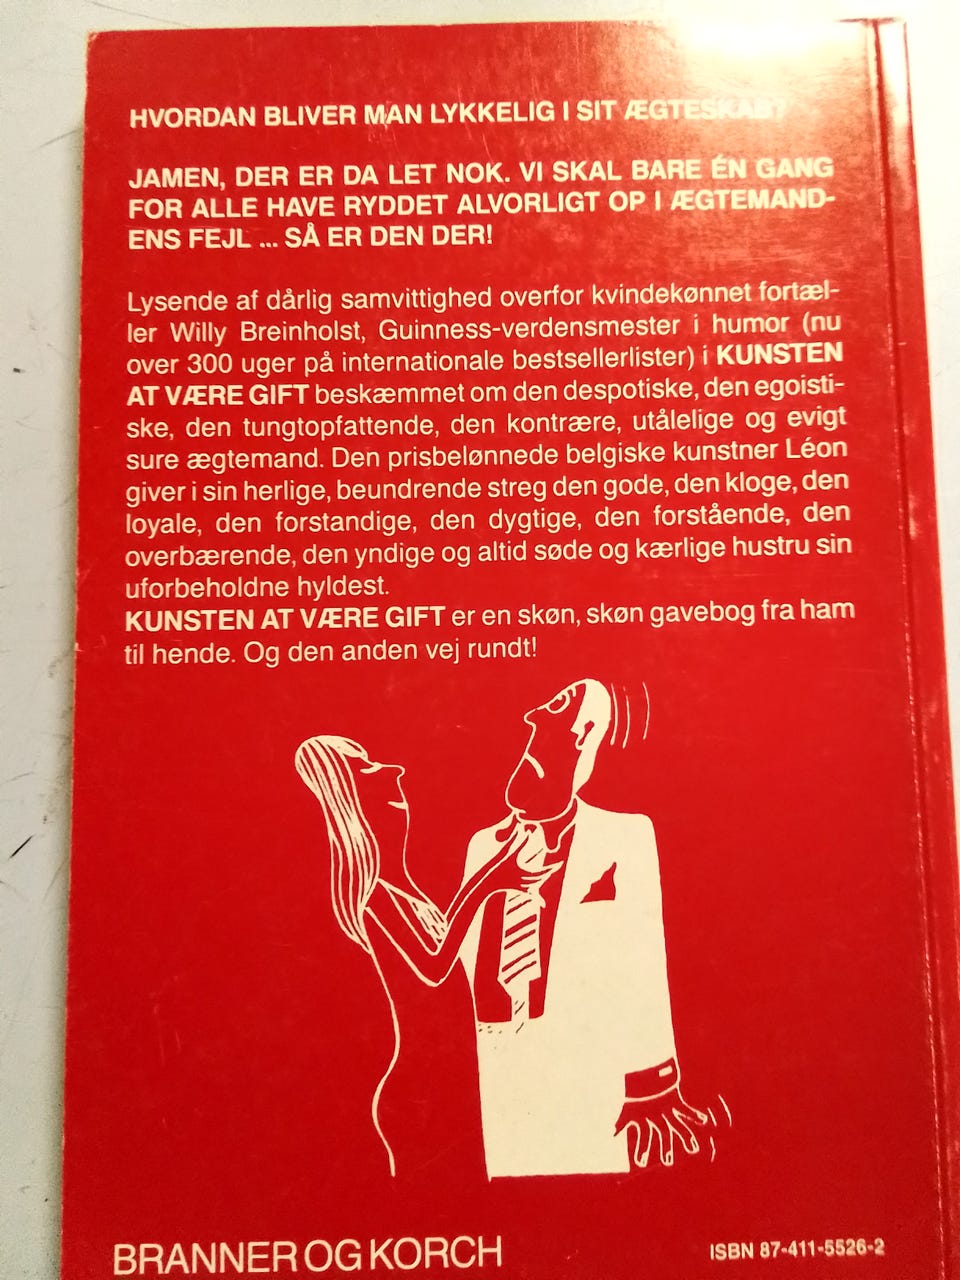 HVORDAN BLIVER MAN LYKKELIG I SIT ÆGTESKAB?
JAMEN, DER ER DA LET NOK. VI SKAL BARE ÉN GANG
FOR ALLE HAVE RYDDET ALVORLIGT OP I ÆGTEMAND-
ENS FEJL ... SÅ ER DEN DER!
Lysende af dårlig samvittighed overfor kvindekønnet fortæl-
ler Willy Breinholst, Guinness-verdensmester i humor (nu
over 300 uger på internationale bestsellerlister) i KUNSTEN
AT VÆRE GIFT beskæmmet om den despotiske, den egoisti-
ske, den tungtopfattende, den kontrære, utålelige og evigt
sure ægtemand. Den prisbelønnede belgiske kunstner Léon
giver i sin herlige, beundrende streg den gode, den kloge, den
loyale, den forstandige, den dygtige, den forstående, den
overbærende, den yndige og altid søde og kærlige hustru sin
uforbeholdne hyldest.
KUNSTEN AT VÆRE GIFT er en skøn, skøn gavebog fra ham
til hende. Og den anden vej rundt!
BRANNER OG KORCH
ISBN 87-411-5526-2